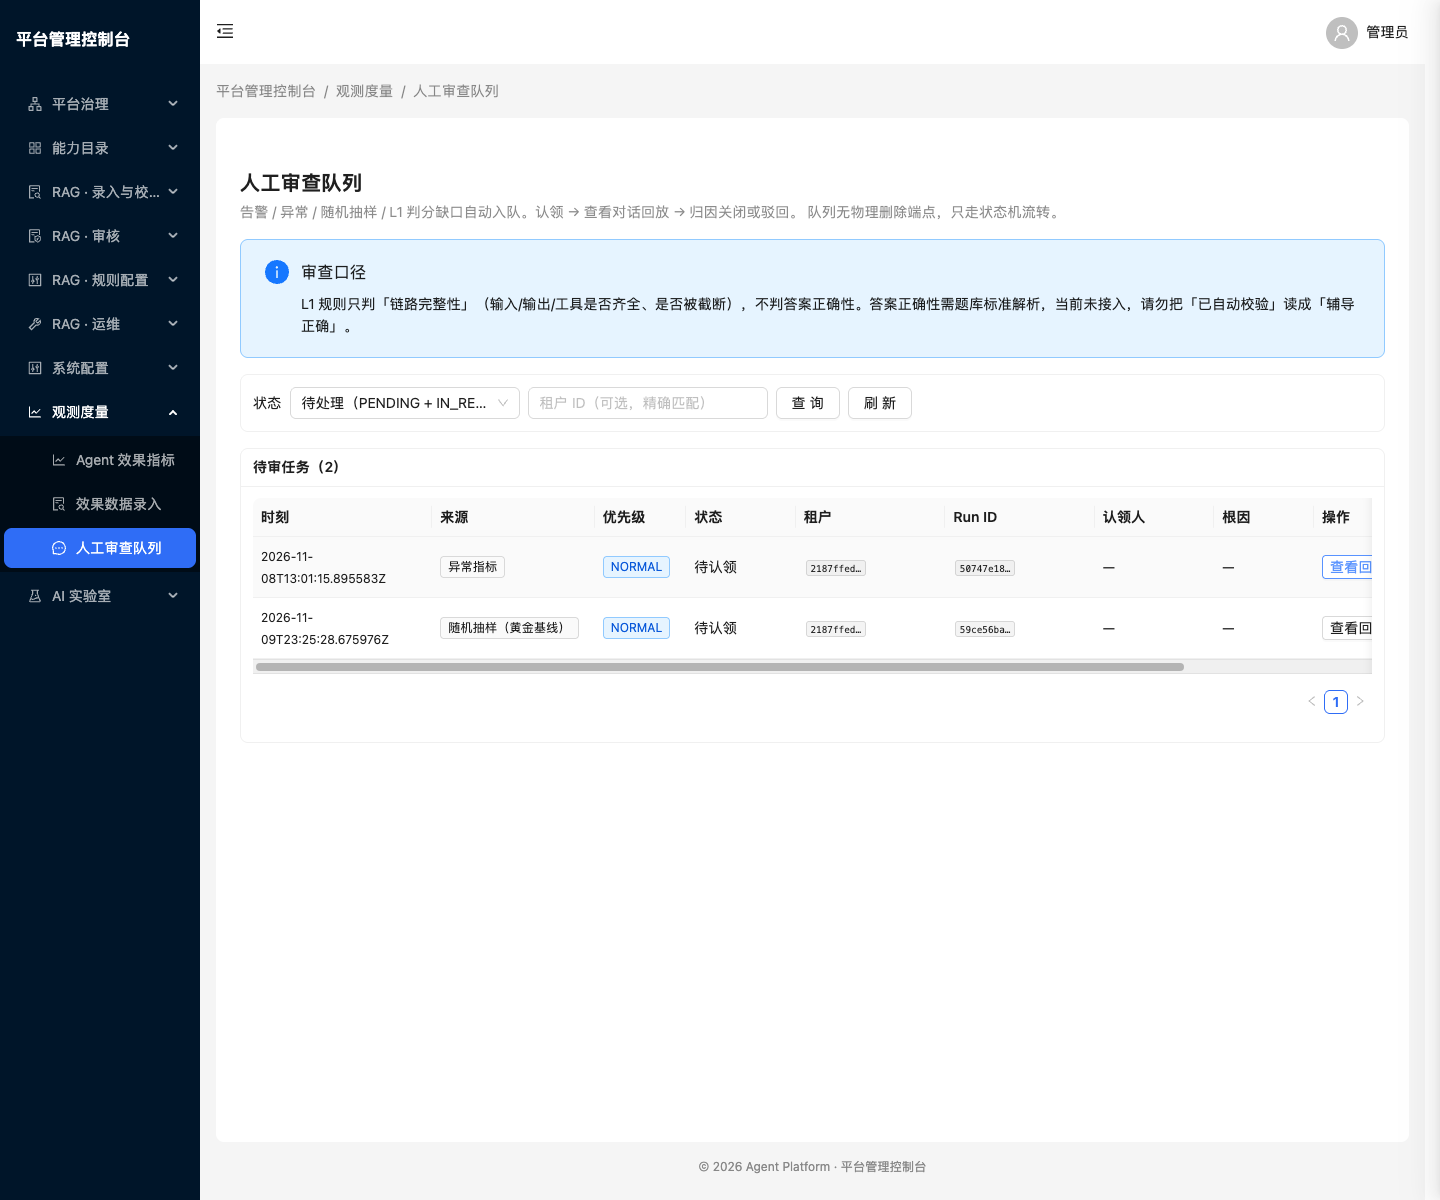 平台管理控制台
管理员
平台治理
能力目录
RAG · 录入与校...
RAG · 审核
RAG · 规则配置
RAG · 运维
系统配置
观测度量
Agent 效果指标
效果数据录入
人工审查队列
AI 实验室
平台管理控制台 / 观测度量 / 人工审查队列
人工审查队列
告警 / 异常 / 随机抽样 / L1 判分缺口自动入队。认领 → 查看对话回放 → 归因关闭或驳回。 队列无物理删除端点，只走状态机流转。
审查口径
L1 规则只判「链路完整性」（输入/输出/工具是否齐全、是否被截断），不判答案正确性。答案正确性需题库标准解析，当前未接入，请勿把「已自动校验」读成「辅导
正确」。
状态 待处理（PENDING + IN_RE... 租户 ID（可选，精确匹配） 查 询 刷 新
待审任务（2）
时刻 来源 优先级 状态 租户 Run ID 认领人 根因 操作
2026-11-
08T13:01:15.895583Z 异常指标 NORMAL 待认领 2187ffed… 50747e18… — — 查看回
2026-11-
09T23:25:28.675976Z 随机抽样（黄金基线） NORMAL 待认领 2187ffed… 59ce56ba… — — 查看回
< 1 >
© 2026 Agent Platform · 平台管理控制台